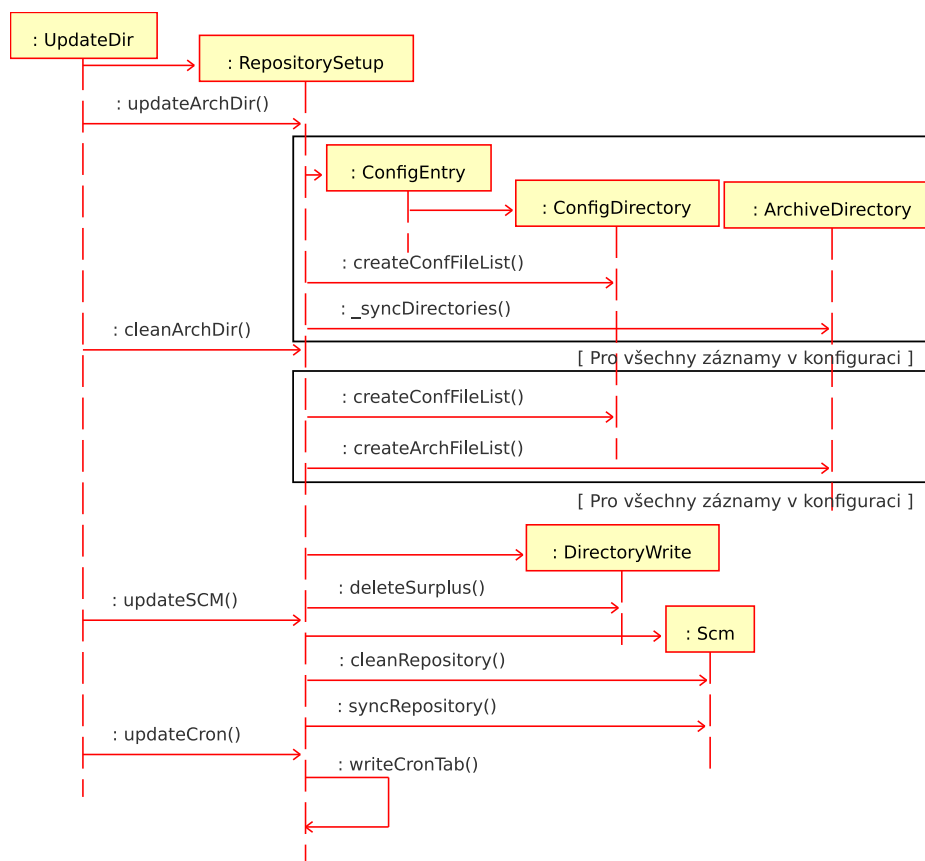 : UpdateDir
: RepositorySetup
: updateArchDir()
: ConfigEntry
: ConfigDirectory
: ArchiveDirectory
: createConfFileList()
: _syncDirectories()
: cleanArchDir()
[ Pro všechny záznamy v konfiguraci ]
: createConfFileList()
: createArchFileList()
[ Pro všechny záznamy v konfiguraci ]
: DirectoryWrite
: deleteSurplus()
: updateSCM()
: Scm
: cleanRepository()
: syncRepository()
: updateCron()
: writeCronTab()